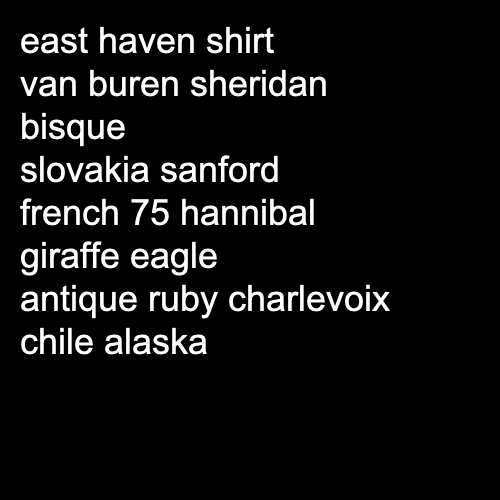 east haven shirt
van buren sheridan
bisque
slovakia sanford
french 75 hannibal
giraffe eagle
antique ruby charlevoix
chile alaska